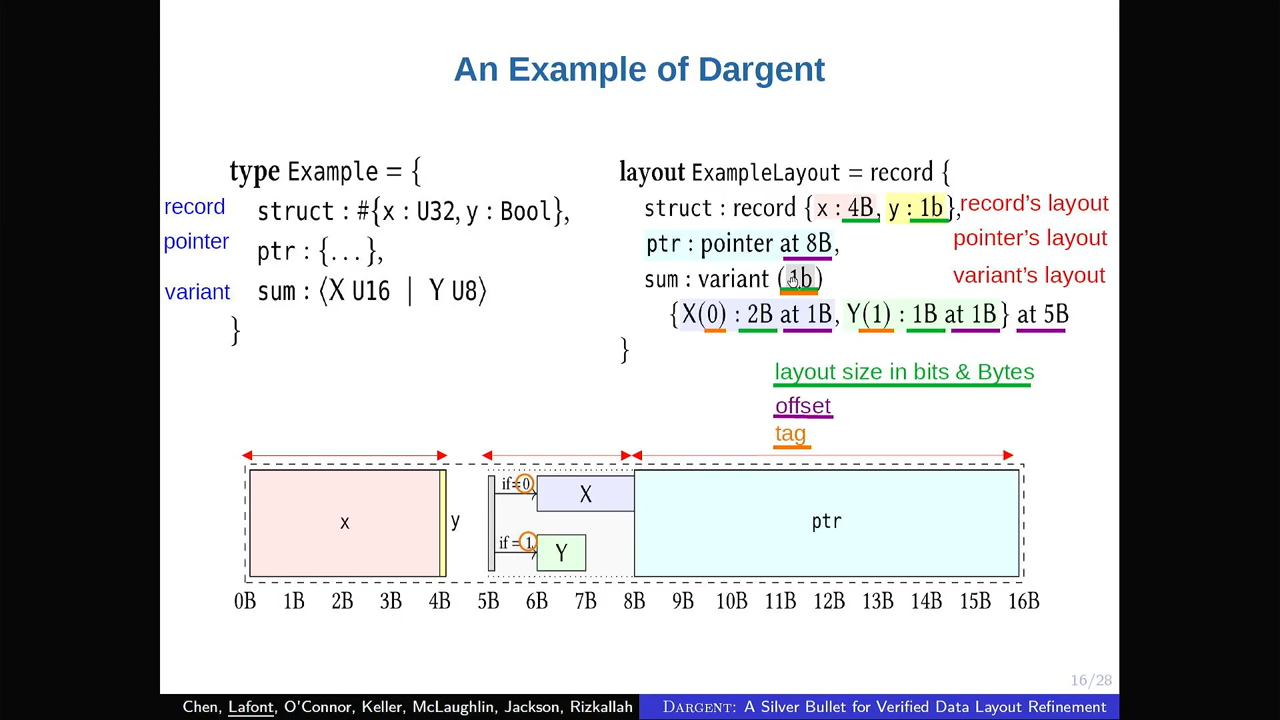 An Example of Dargent
type Example = {
record struct : #{x : U32, y : Bool},
pointer ptr : {...},
variant sum : ⟨X U16 | Y U8⟩
}
layout ExampleLayout = record {
struct : record {x : 4B, y : 1b}, record's layout
ptr : pointer at 8B, pointer's layout
sum : variant (1b) variant's layout
{X(0) : 2B at 1B, Y(1) : 1B at 1B} at 5B
}
layout size in bits & Bytes
offset
tag
x y if=0 X ptr
if = 1 Y
0B 1B 2B 3B 4B 5B 6B 7B 8B 9B 10B 11B 12B 13B 14B 15B 16B
16/28
Chen, Lafont, O'Connor, Keller, McLaughlin, Jackson, Rizkallah DARGENT: A Silver Bullet for Verified Data Layout Refinement